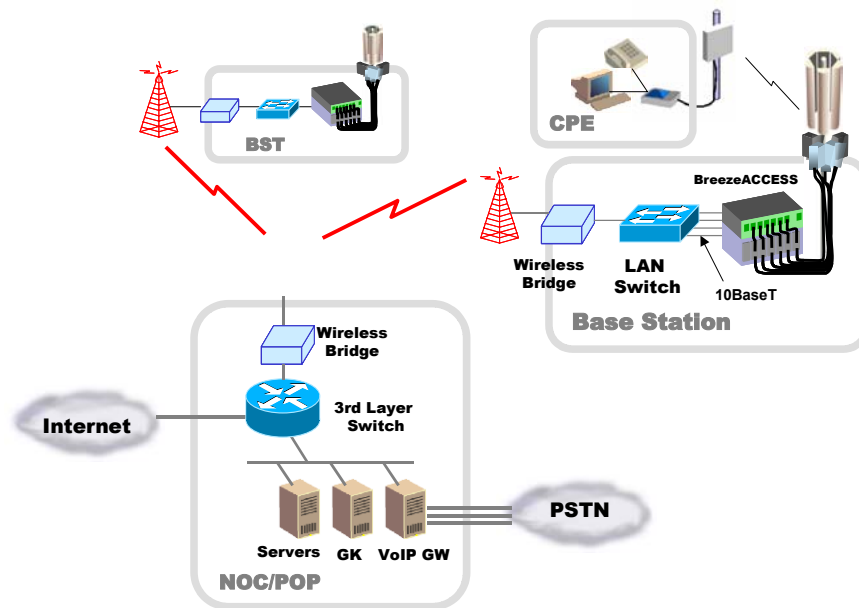 BST
CPE
BreezeACCESS
Wireless
Bridge
LAN
Switch
10BaseT
Base Station
Wireless
Bridge
3rd Layer
Switch
Internet
PSTN
Servers
GK
VoIP GW
NOC/POP